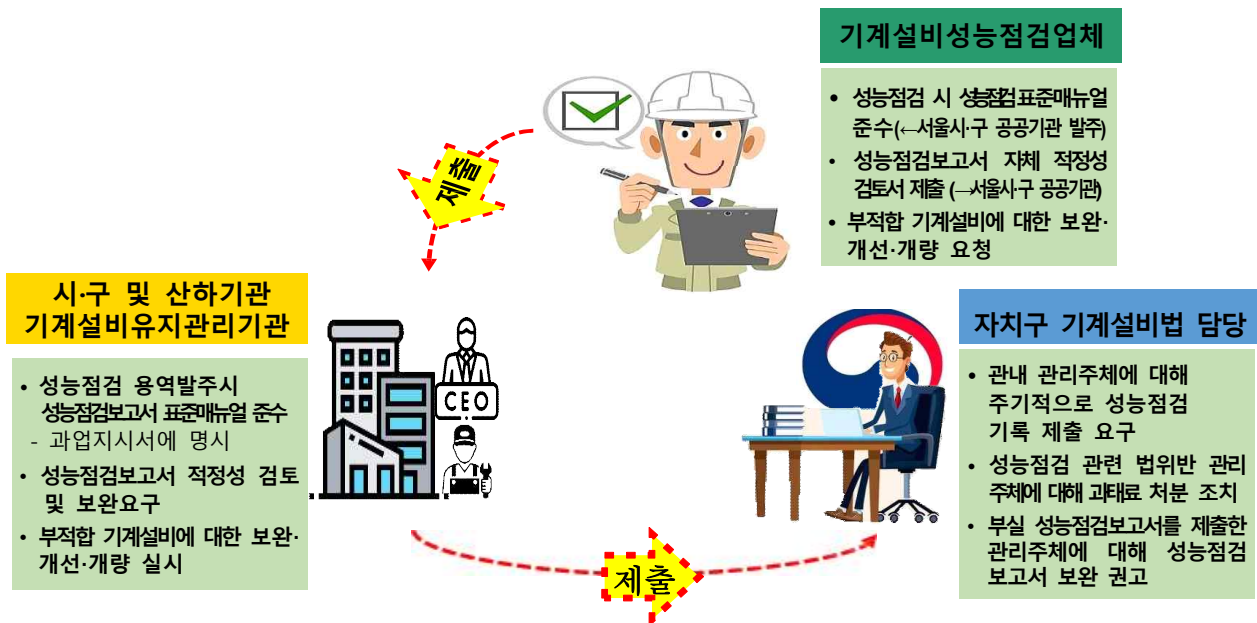 기계설비성능점검업체
• 성능점검 시 성능점검표준매뉴얼
준수(←서울시·구 공공기관 발주)
• 성능점검보고서 자체 적정성
검토서 제출 (→서울시·구 공공기관)
• 부적합 기계설비에 대한 보완·
개선·개량 요청
제출
시·구 및 산하기관
기계설비유지관리기관
• 성능점검 용역발주시
성능점검보고서 표준매뉴얼 준수
- 과업지시서에 명시
• 성능점검보고서 적정성 검토
및 보완요구
• 부적합 기계설비에 대한 보완·
개선·개량 실시
CEO
자치구 기계설비법 담당
• 관내 관리주체에 대해
주기적으로 성능점검
기록 제출 요구
• 성능점검 관련 법위반 관리
주체에 대해 과태료 처분 조치
• 부실 성능점검보고서를 제출한
관리주체에 대해 성능점검
보고서 보완 권고
제출